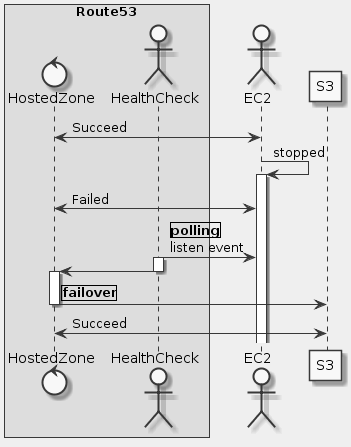 Route53
HostedZone
HealthCheck
EC2
S3
Succeed
stopped
Failed
polling
listen event
failover
Succeed
HostedZone
HealthCheck
EC2
S3